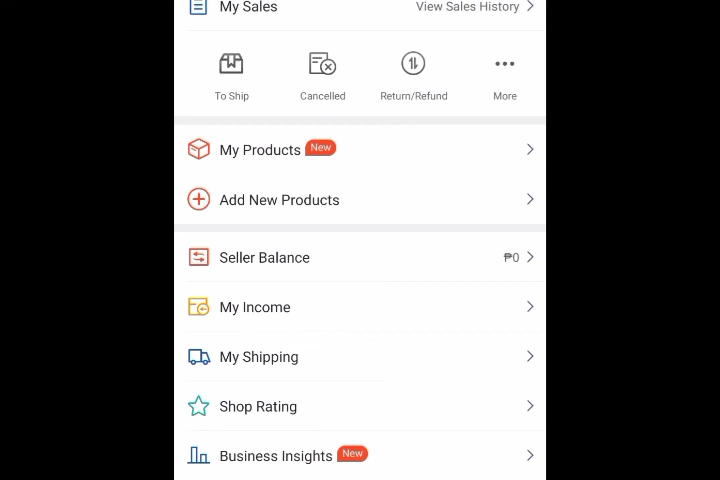 My Sales View Sales History
To Ship Cancelled Return/Refund More
My Products New
Add New Products
Seller Balance ₱0
My Income
My Shipping
Shop Rating
Business Insights New